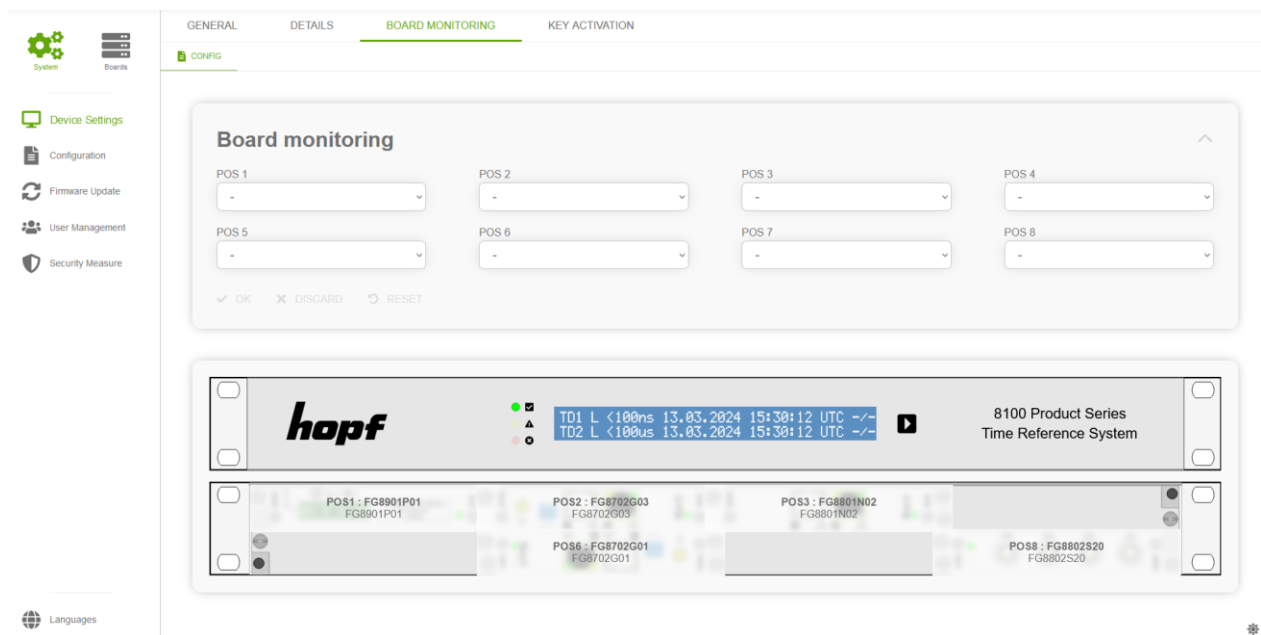 GENERAL DETAILS BOARD MONITORING KEY ACTIVATION
System Boards
CONFIG
Device Settings
Configuration
Firmware Update
User Management
Security Measure
Languages
Board monitoring
POS 1 POS 2 POS 3 POS 4
- - - -
POS 5 POS 6 POS 7 POS 8
- - - -
OK DISCARD RESET
hopf
TD1 L <100ns 13.03.2024 15:30:12 UTC -/-
TD2 L <100us 13.03.2024 15:30:12 UTC -/-
8100 Product Series
Time Reference System
POS1 : FG8901P01 POS2 : FG8702G03 POS3 : FG8801N02
FG8901P01 FG8702G03 FG8801N02
POS6 : FG8702G01 POS8 : FG8802S20
FG8702G01 FG8802S20